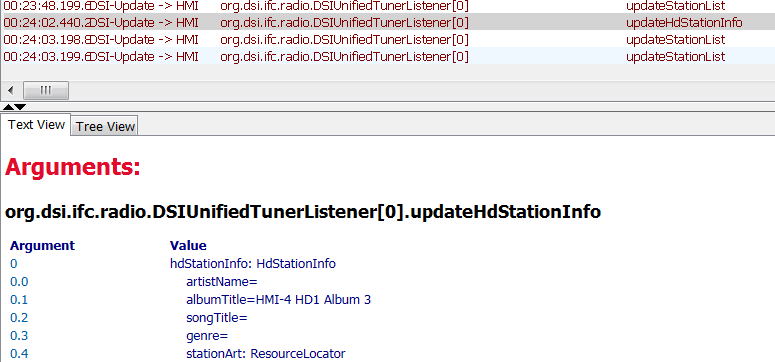 00:23:48.199.6 DSI-Update -> HMI org.dsi.ifc.radio.DSIUnifiedTunerListener[0] updateStationList
00:24:02.440.2 DSI-Update -> HMI org.dsi.ifc.radio.DSIUnifiedTunerListener[0] updateHdStationInfo
00:24:03.198.8 DSI-Update -> HMI org.dsi.ifc.radio.DSIUnifiedTunerListener[0] updateStationList
00:24:03.199.6 DSI-Update -> HMI org.dsi.ifc.radio.DSIUnifiedTunerListener[0] updateStationList
Text View Tree View
Arguments:
org.dsi.ifc.radio.DSIUnifiedTunerListener[0].updateHdStationInfo
Argument Value
0 hdStationInfo: HdStationInfo
0.0 artistName=
0.1 albumTitle=HMI-4 HD1 Album 3
0.2 songTitle=
0.3 genre=
0.4 stationArt: ResourceLocator